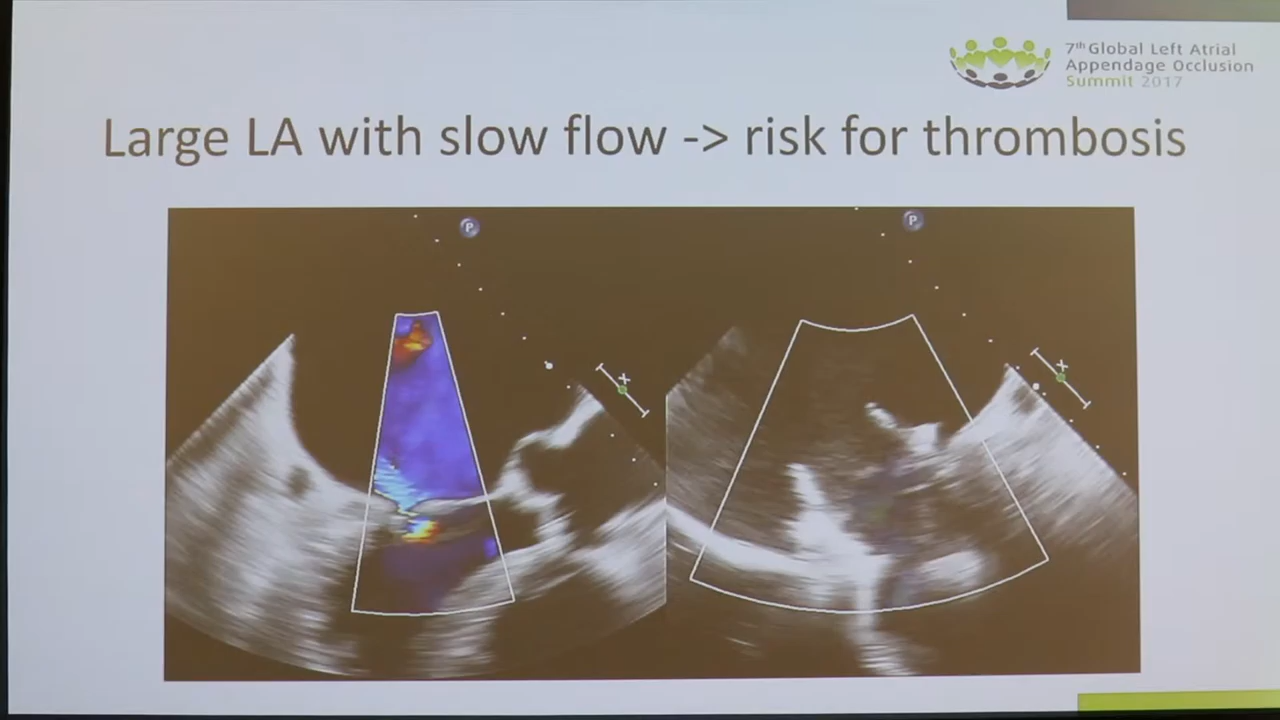 7th Global Left Atrial
Appendage Occlusion
Summit 2017
Large LA with slow flow -> risk for thrombosis
P
P
x
x